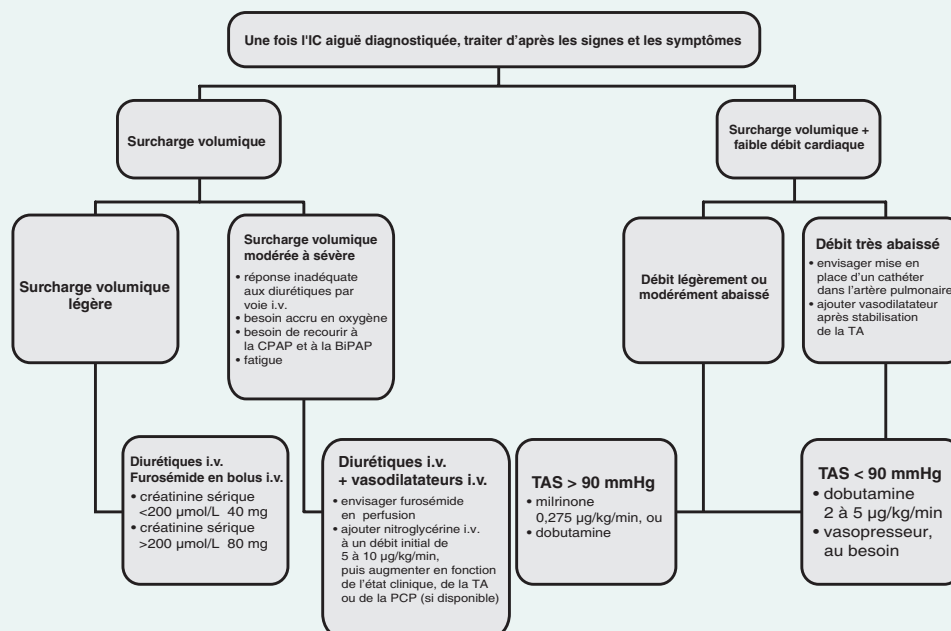 Une fois l'IC aiguë diagnostiquée, traiter d'après les signes et les symptômes
Surcharge volumique
Surcharge volumique +
faible débit cardiaque
Surcharge volumique
légère
Surcharge volumique
modérée à sévère
• réponse inadéquate
aux diurétiques par
voie i.v.
• besoin accru en oxygène
• besoin de recourir à
la CPAP et à la BiPAP
• fatigue
Débit légèrement ou
modérément abaissé
Débit très abaissé
• envisager mise en
place d'un cathéter
dans l'artère pulmonaire
• ajouter vasodilatateur
après stabilisation
de la TA
Diurétiques i.v.
Furosémide en bolus i.v.
• créatinine sérique
<200 µmol/L 40 mg
• créatinine sérique
>200 µmol/L 80 mg
Diurétiques i.v.
+ vasodilatateurs i.v.
• envisager furosémide
en perfusion
• ajouter nitroglycérine i.v.
à un débit initial de
5 à 10 µg/kg/min,
puis augmenter en fonction
de l'état clinique, de la TA
ou de la PCP (si disponible)
TAS > 90 mmHg
• milrinone
0,275 µg/kg/min, ou
• dobutamine
TAS < 90 mmHg
• dobutamine
2 à 5 µg/kg/min
• vasopresseur,
au besoin